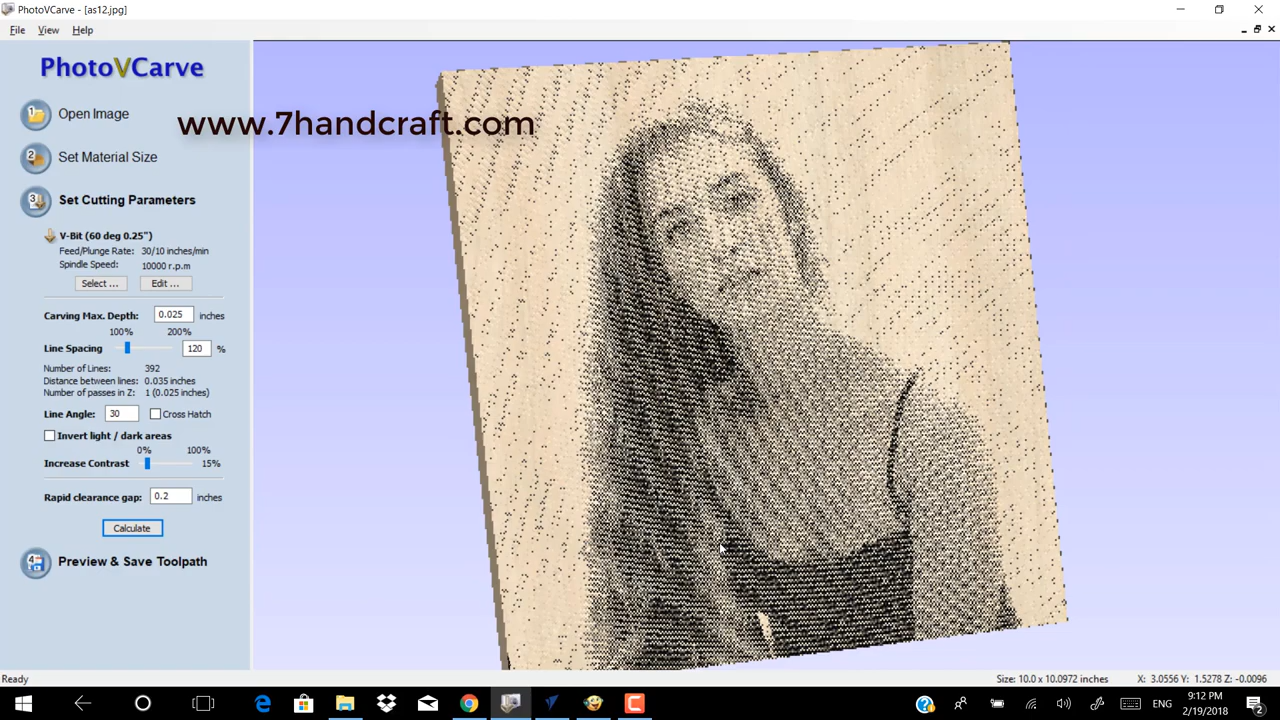 PhotoVCarve - [as12.jpg]
File View Help
PhotoVCarve
www.7handcraft.com
1 Open Image
2 Set Material Size
3 Set Cutting Parameters
V-Bit (60 deg 0.25")
Feed/Plunge Rate: 30/10 inches/min
Spindle Speed: 10000 r.p.m
Select ... Edit ...
Carving Max. Depth: 0.025 inches
100% 200%
Line Spacing 120 %
Number of Lines: 392
Distance between lines: 0.035 inches
Number of passes in Z: 1 (0.025 inches)
Line Angle: 30 Cross Hatch
Invert light / dark areas
0% 100%
Increase Contrast 15%
Rapid clearance gap: 0.2 inches
Calculate
4 Preview & Save Toolpath
Ready Size: 10.0 x 10.0972 inches X: 3.0556 Y: 1.5278 Z: -0.0096
ENG 9:12 PM
2/19/2018 2